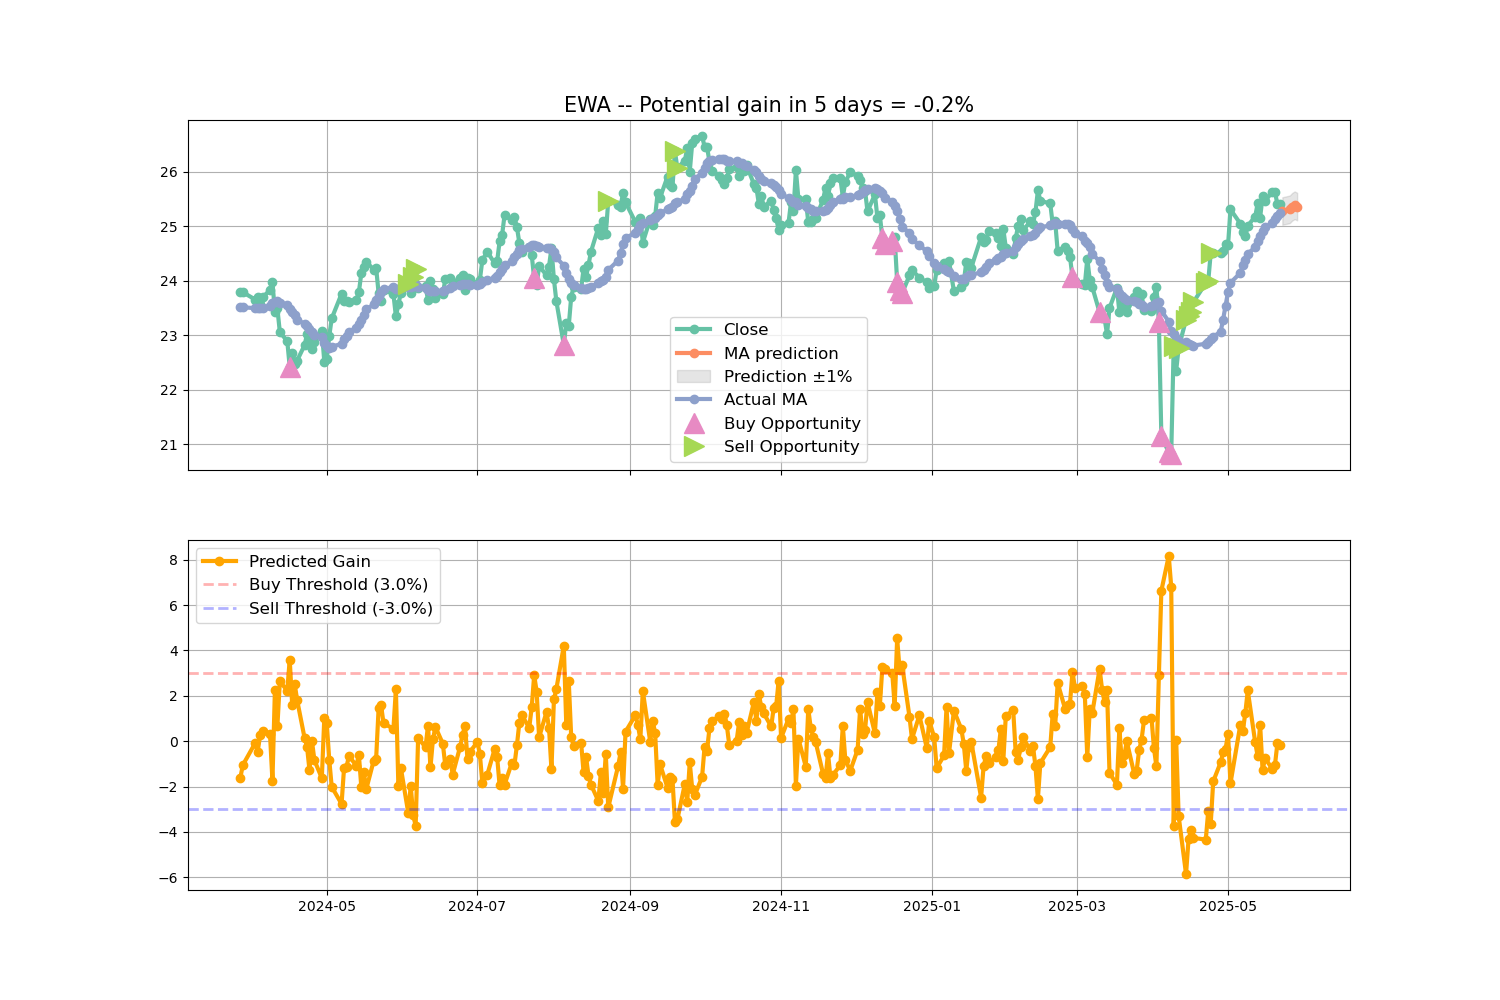 EWA -- Potential gain in 5 days = -0.2%
26
25
24
23
22
21
Close
MA prediction
Prediction ±1%
Actual MA
Buy Opportunity
Sell Opportunity
8
6
4
2
0
−2
−4
−6
Predicted Gain
Buy Threshold (3.0%)
Sell Threshold (-3.0%)
2024-05 2024-07 2024-09 2024-11 2025-01 2025-03 2025-05